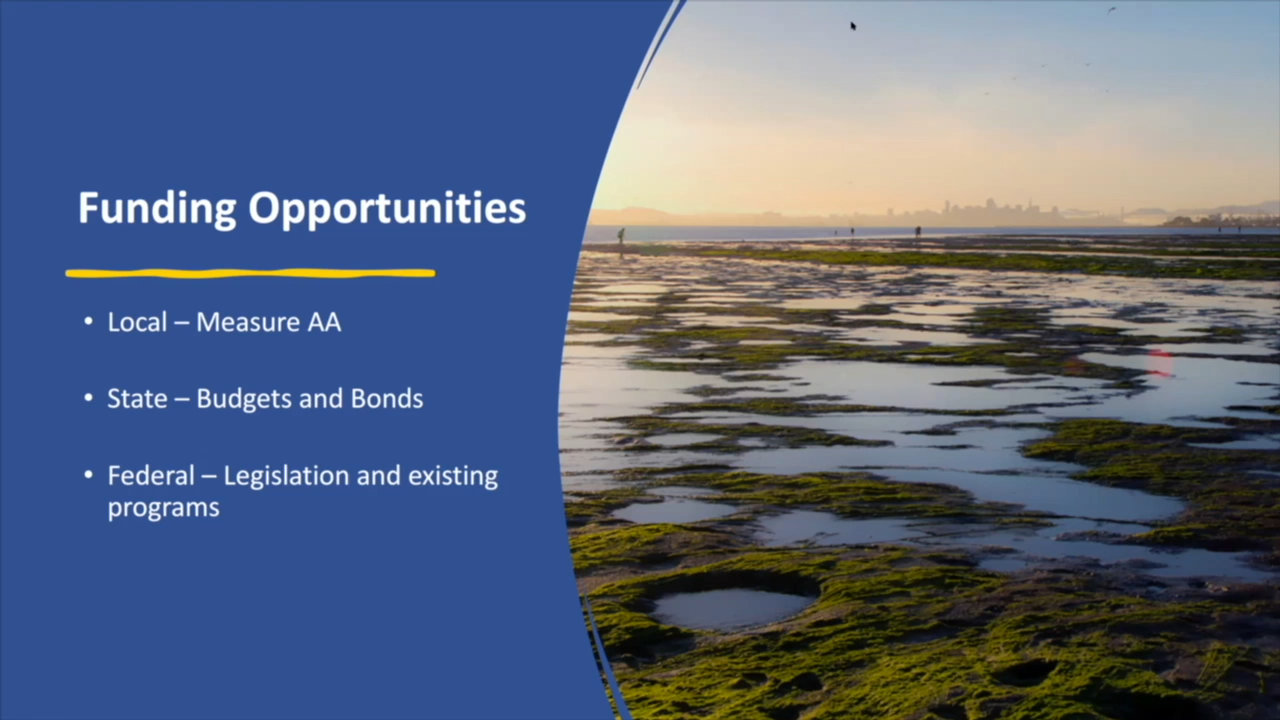 Funding Opportunities
• Local – Measure AA
• State – Budgets and Bonds
• Federal – Legislation and existing
programs